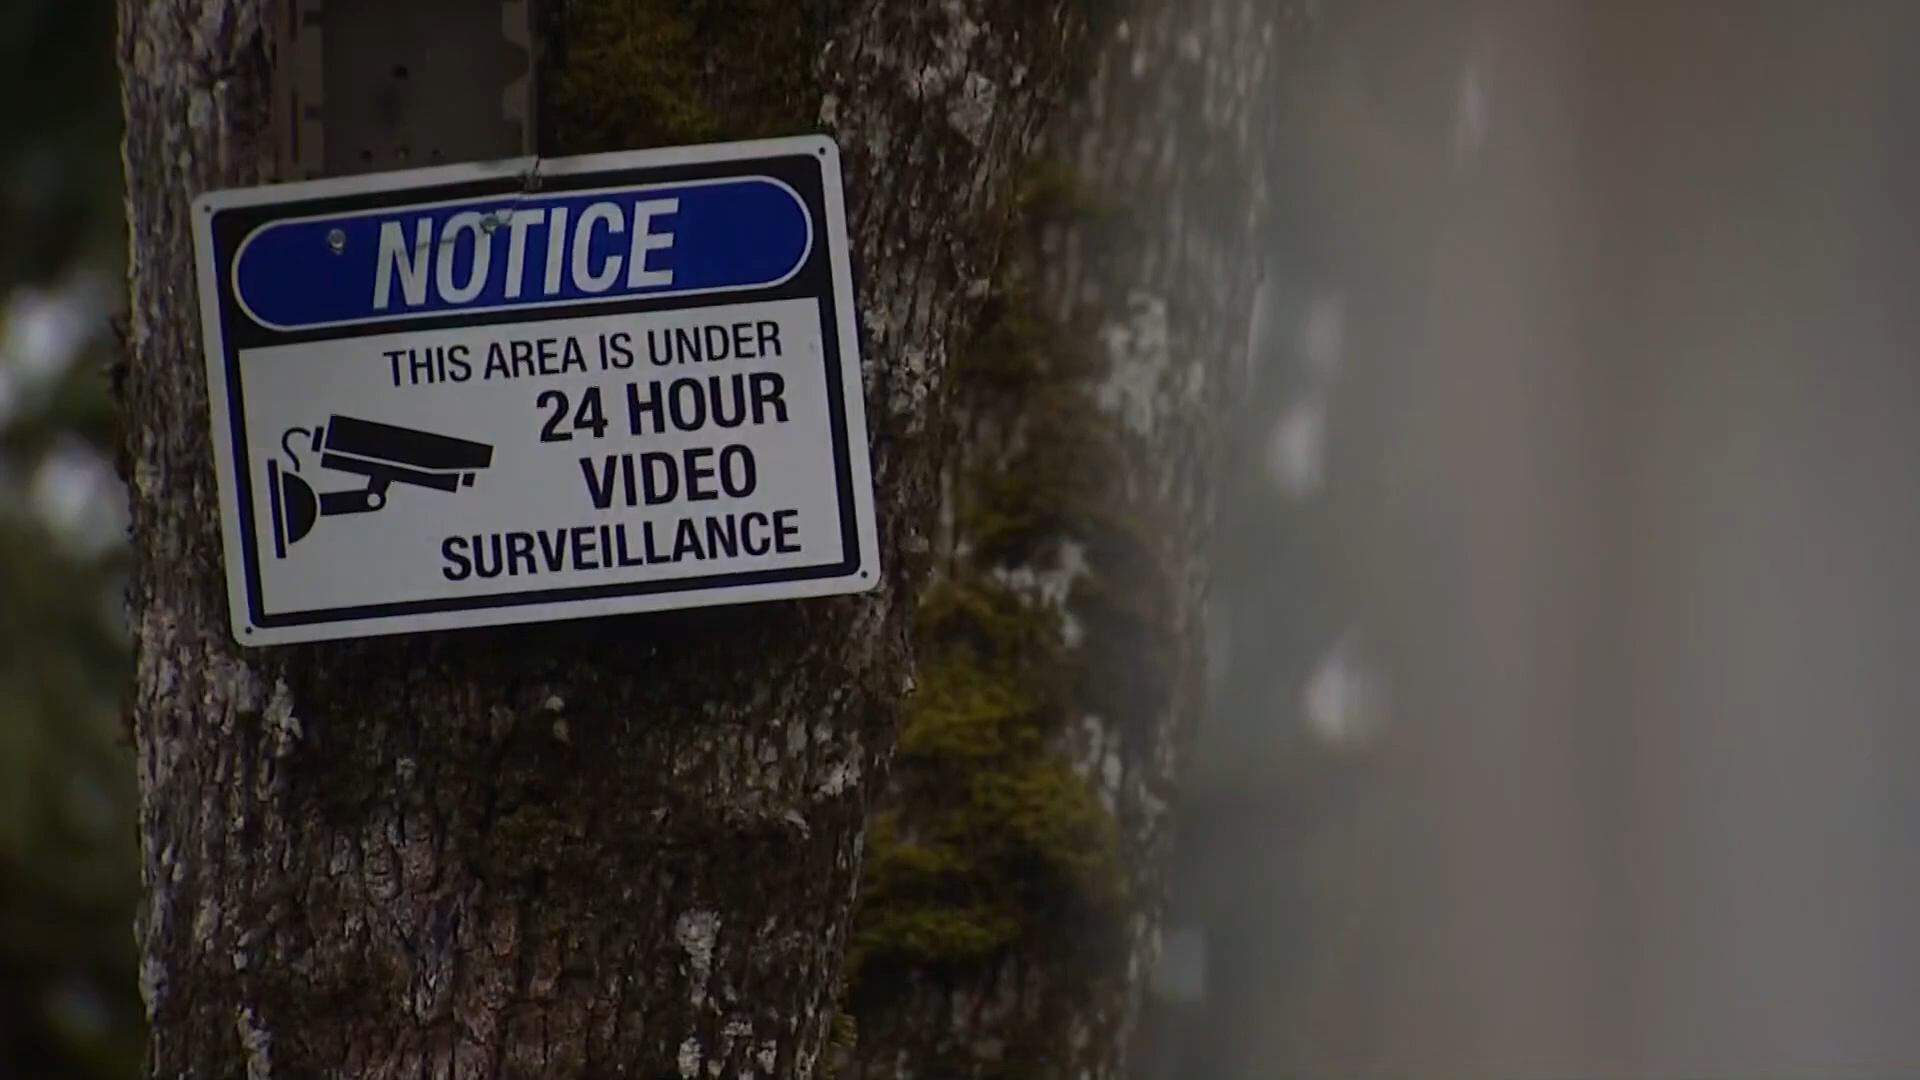 NOTICE
THIS AREA IS UNDER
24 HOUR
VIDEO
SURVEILLANCE